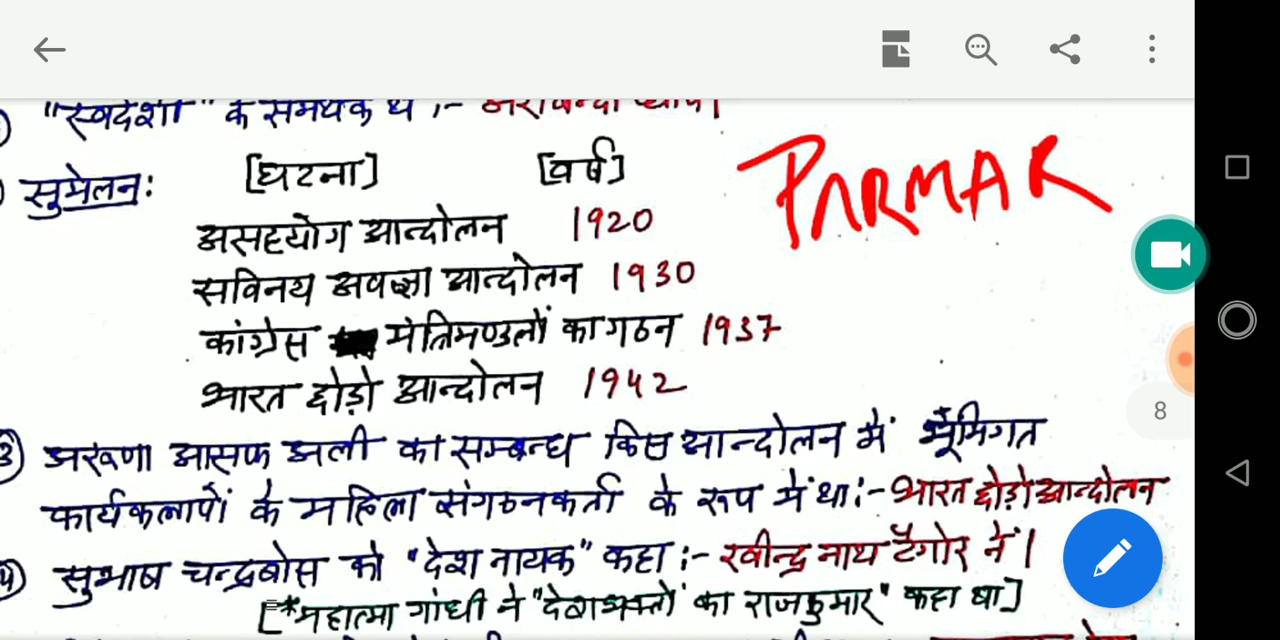 "स्वदेशी" के समर्थक थे :-
सुमेलन: [घटना] [वर्ष] PARMAR
असहयोग आन्दोलन 1920
सविनय अवज्ञा आन्दोलन 1930
कांग्रेस मंत्रिमण्डलों का गठन 1937
भारत छोड़ो आन्दोलन 1942
8
3) अरूणा आसफ अली का सम्बन्ध किस आन्दोलन में भूमिगत
कार्यकलापों के महिला संगठनकर्ता के रूप में था :- भारत छोड़ो आन्दोलन
4) सुभाष चन्द्रबोस को "देश नायक" कहा :- रवीन्द्र नाथ टैगोर ने।
[*महात्मा गांधी ने "देशभक्तों का राजकुमार" कहा था]